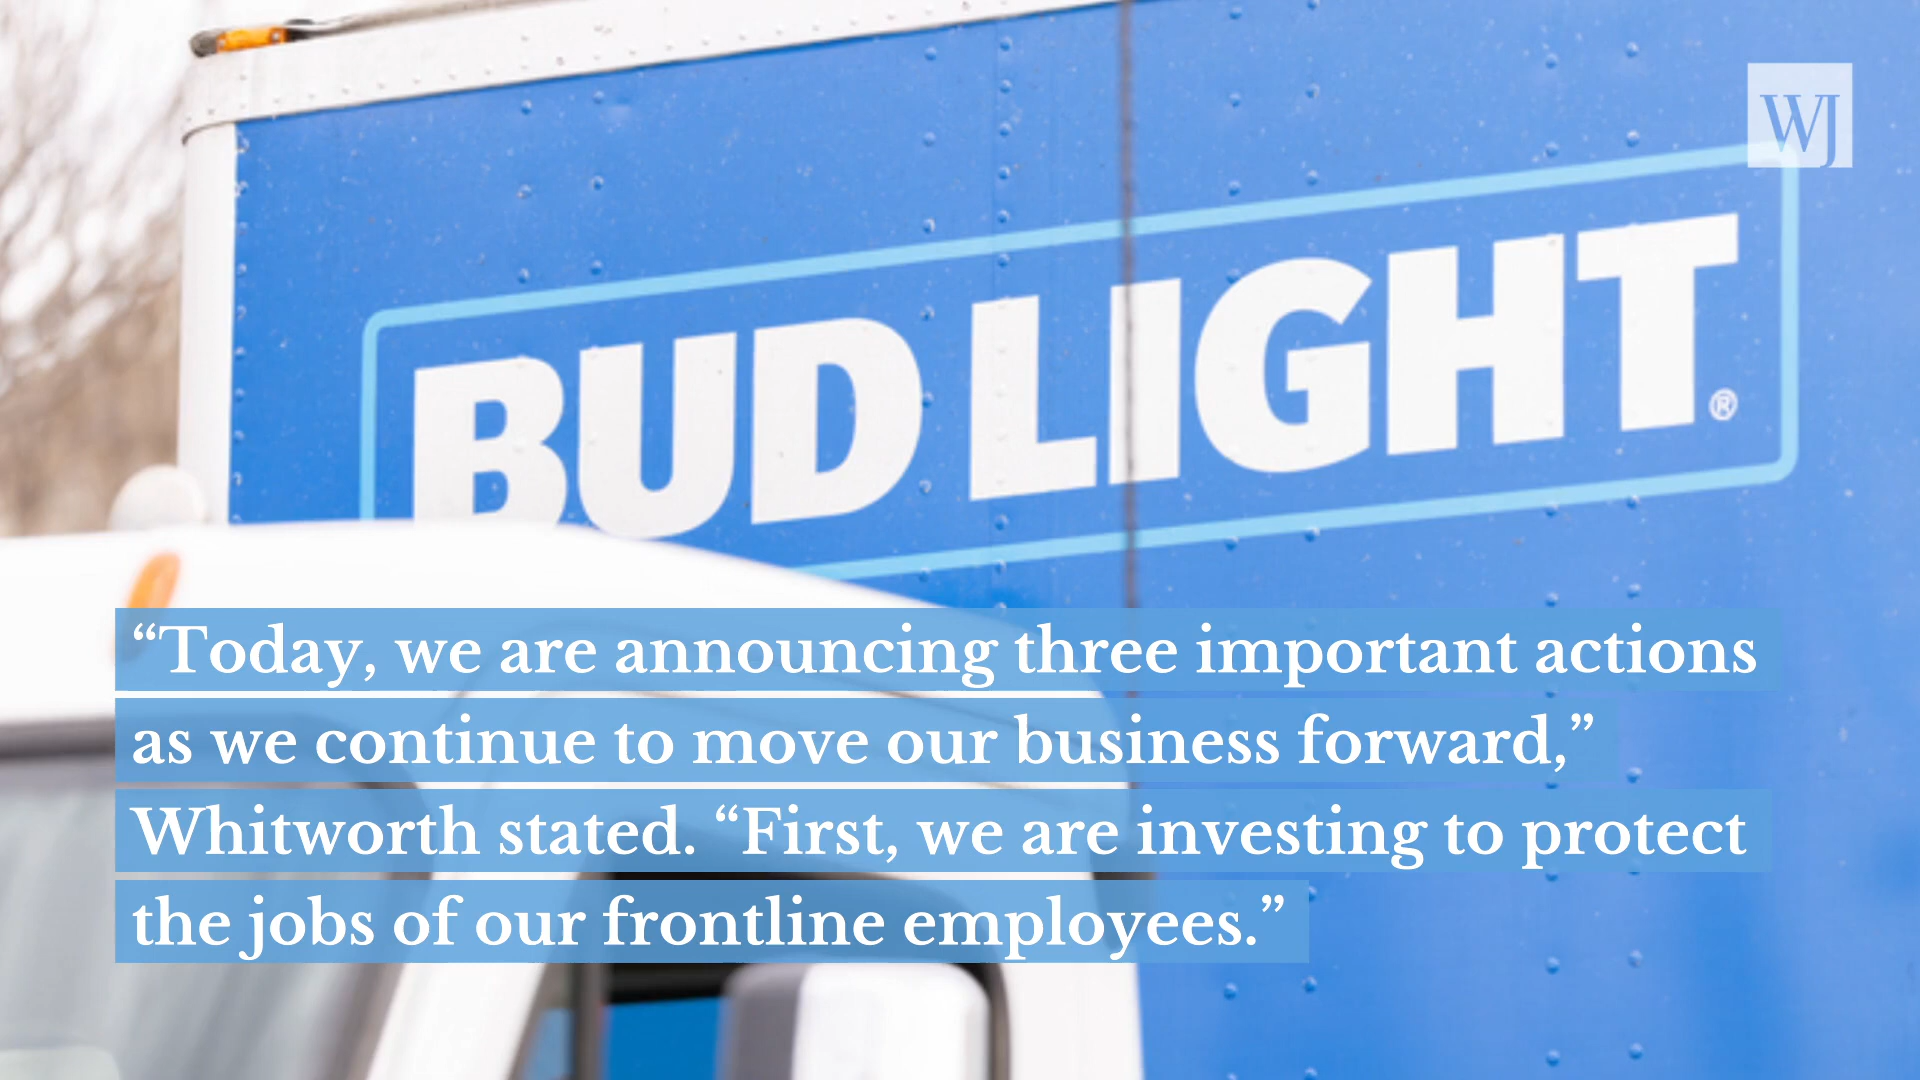 WJ
BUD LIGHT®
“Today, we are announcing three important actions
as we continue to move our business forward,”
Whitworth stated. “First, we are investing to protect
the jobs of our frontline employees.”